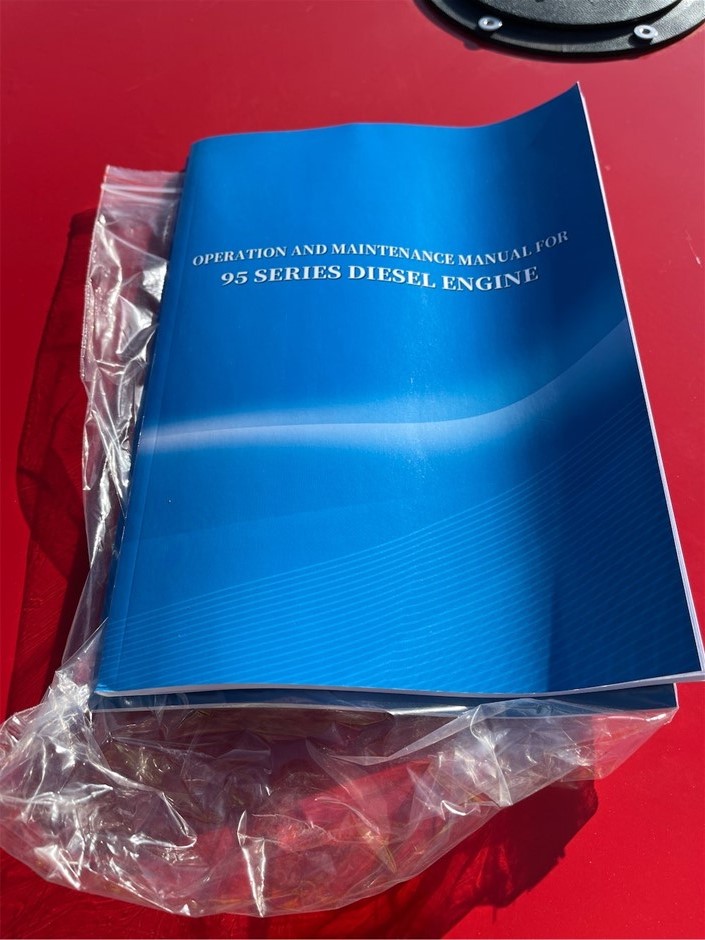 OPERATION AND MAINTENANCE MANUAL FOR
95 SERIES DIESEL ENGINE